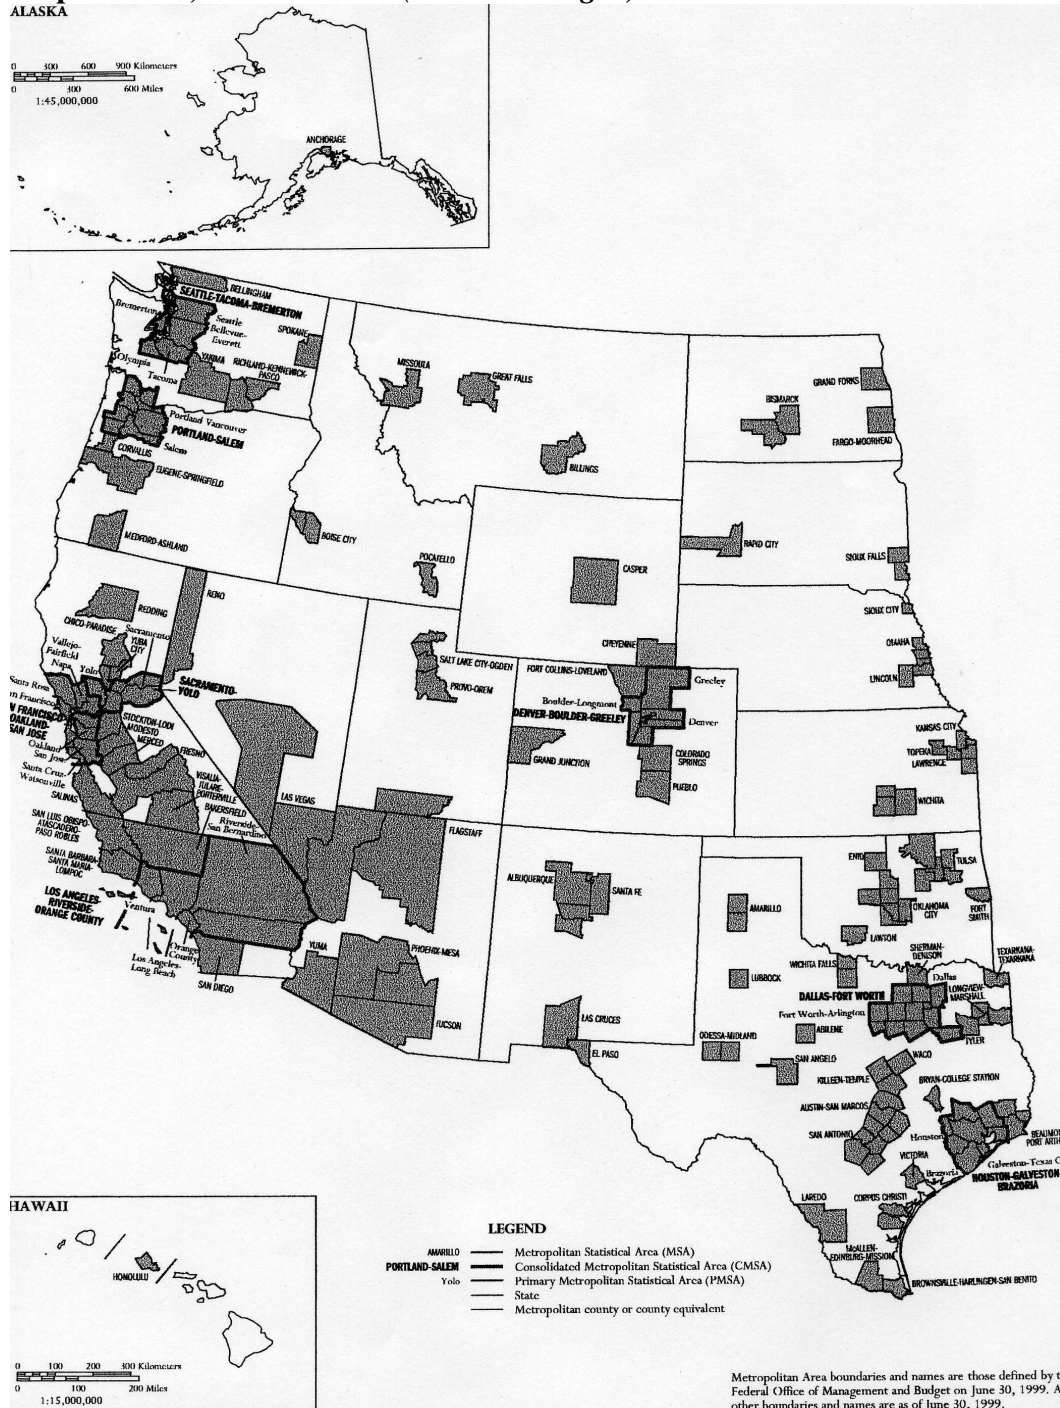 ALASKA
0 300 600 900 Kilometers
0 300 600 Miles
1:45,000,000
ANCHORAGE
BELLINGHAM
SEATTLE-TACOMA-BREMERTON
Bremerton
Seattle
Bellevue-
Everett
SPOKANE
Olympia
Tacoma
YAKIMA
RICHLAND-KENNEWICK-
PASCO
MISSOULA
GREAT FALLS
GRAND FORKS
BISMARCK
FARGO-MOORHEAD
Portland Vancouver
PORTLAND-SALEM
Salem
CORVALLIS
EUGENE-SPRINGFIELD
BILLINGS
MEDFORD-ASHLAND
BOISE CITY
POCATELLO
CASPER
RAPID CITY
SIOUX FALLS
RENO
REDDING
CHICO-PARADISE
Sacramento
YUBA
CITY
Vallejo-
Fairfield
Napa
Yolo
SIOUX CITY
OMAHA
LINCOLN
CHEYENNE
FORT COLLINS-LOVELAND
Greeley
SALT LAKE CITY-OGDEN
PROVO-OREM
Boulder-Longmont
DENVER-BOULDER-GREELEY
Denver
SACRAMENTO-
YOLO
Santa Rosa
n Francisco
N FRANCISCO-
OAKLAND-
SAN JOSE
Oakland
San Jose
Santa Cruz-
Watsonville
STOCKTON-LODI
MODESTO
MERCED
FRESNO
SALINAS
VISALIA-
TULARE-
PORTERVILLE
BAKERSFIELD
LAS VEGAS
GRAND JUNCTION
COLORADO
SPRINGS
PUEBLO
KANSAS CITY
TOPEKA
LAWRENCE
WICHITA
SAN LUIS OBISPO-
ATASCADERO-
PASO ROBLES
Riverside-
San Bernardino
FLAGSTAFF
SANTA BARBARA-
SANTA MARIA-
LOMPOC
LOS ANGELES-
RIVERSIDE-
ORANGE COUNTY
Ventura
Orange
County
Los Angeles-
Long Beach
SAN DIEGO
YUMA
PHOENIX-MESA
TUCSON
ALBUQUERQUE
SANTA FE
AMARILLO
ENID
TULSA
OKLAHOMA
CITY
FORT
SMITH
LAWTON
SHERMAN-
DENISON
TEXARKANA-
TEXARKANA
WICHITA FALLS
LUBBOCK
Dallas
DALLAS-FORT WORTH
LONGVIEW-
MARSHALL
Fort Worth-Arlington
TYLER
LAS CRUCES
EL PASO
ODESSA-MIDLAND
ABILENE
SAN ANGELO
WACO
KILLEEN-TEMPLE
BRYAN-COLLEGE STATION
AUSTIN-SAN MARCOS
SAN ANTONIO
Houston
BEAUMO
PORT ARTH
VICTORIA
Brazoria
Galveston-Texas C
HOUSTON-GALVESTON-
BRAZORIA
LAREDO
CORPUS CHRISTI
McALLEN-
EDINBURG-MISSION
BROWNSVILLE-HARLINGEN-SAN BENITO
HAWAII
HONOLULU
0 100 200 300 Kilometers
0 100 200 Miles
1:15,000,000
LEGEND
AMARILLO Metropolitan Statistical Area (MSA)
PORTLAND-SALEM Consolidated Metropolitan Statistical Area (CMSA)
Yolo Primary Metropolitan Statistical Area (PMSA)
State
Metropolitan county or county equivalent
Metropolitan Area boundaries and names are those defined by t
Federal Office of Management and Budget on June 30, 1999. A
other boundaries and names are as of June 30, 1999.